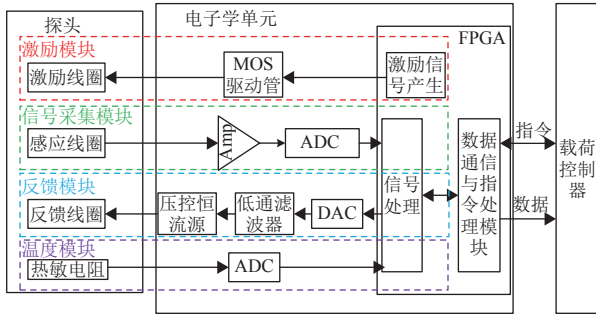 探头
电子学单元
FPGA
激励模块
激励线圈
MOS
驱动管
激励信
号产生
信号采集模块
感应线圈
Amp
ADC
反馈模块
反馈线圈
压控恒
流源
低通滤
波器
DAC
信号
处理
数据
通信
与指
令处
理模
块
指令
数据
载荷
控制
器
温度模块
热敏电阻
ADC